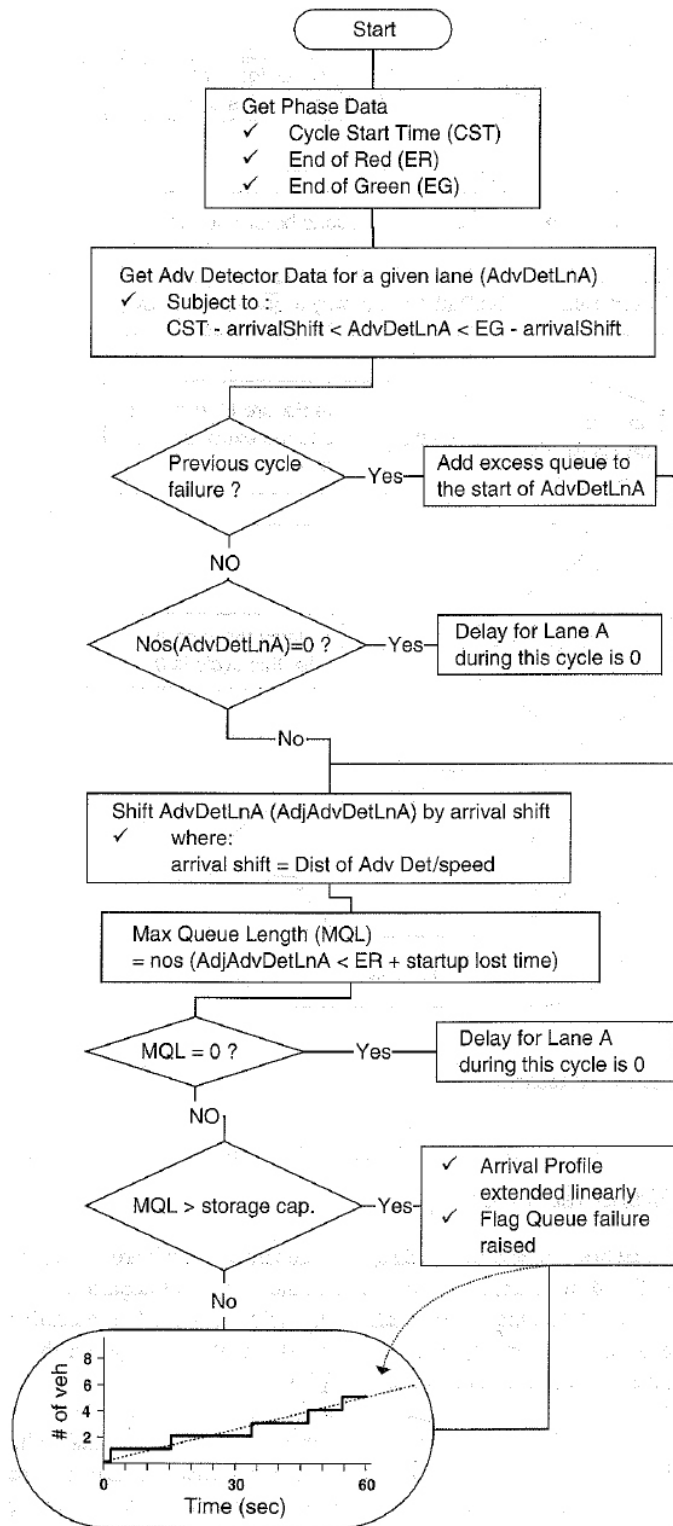 Start
Get Phase Data
✓ Cycle Start Time (CST)
✓ End of Red (ER)
✓ End of Green (EG)
Get Adv Detector Data for a given lane (AdvDetLnA)
✓ Subject to :
CST - arrivalShift < AdvDetLnA < EG - arrivalShift
Previous cycle
failure ?
Yes
Add excess queue to
the start of AdvDetLnA
NO
Nos(AdvDetLnA)=0 ?
Yes
Delay for Lane A
during this cycle is 0
No
Shift AdvDetLnA (AdjAdvDetLnA) by arrival shift
✓ where:
arrival shift = Dist of Adv Det/speed
Max Queue Length (MQL)
= nos (AdjAdvDetLnA < ER + startup lost time)
MQL = 0 ?
Yes
Delay for Lane A
during this cycle is 0
NO
MQL > storage cap.
Yes
✓ Arrival Profile
extended linearly
✓ Flag Queue failure
raised
No
# of veh
8
6
4
2
0 30 60
Time (sec)